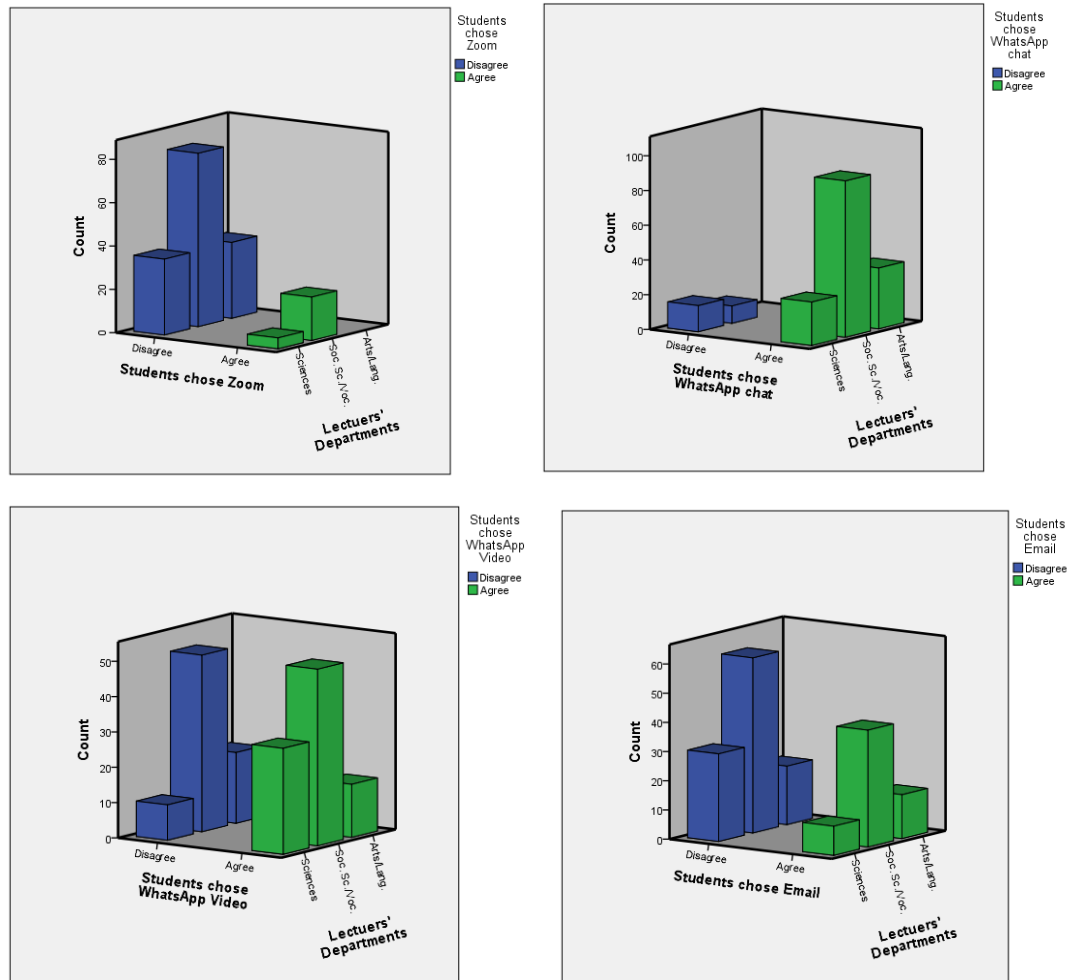 Students
chose
Zoom
Disagree
Agree
Count
80
60
40
20
0
Disagree
Agree
Students chose Zoom
Sciences
Soc. Sc./Voc.
Arts/Lang.
Lectuers'
Departments
Students
chose
WhatsApp
chat
Disagree
Agree
Count
100
80
60
40
20
0
Disagree
Agree
Students chose
WhatsApp chat
Sciences
Soc. Sc./Voc.
Arts/Lang.
Lectuers'
Departments
Students
chose
WhatsApp
Video
Disagree
Agree
Count
50
40
30
20
10
0
Disagree
Agree
Students chose
WhatsApp Video
Sciences
Soc. Sc./Voc.
Arts/Lang.
Lectuers'
Departments
Students
chose
Email
Disagree
Agree
Count
60
50
40
30
20
10
0
Disagree
Agree
Students chose Email
Sciences
Soc. Sc./Voc.
Arts/Lang.
Lectuers'
Departments